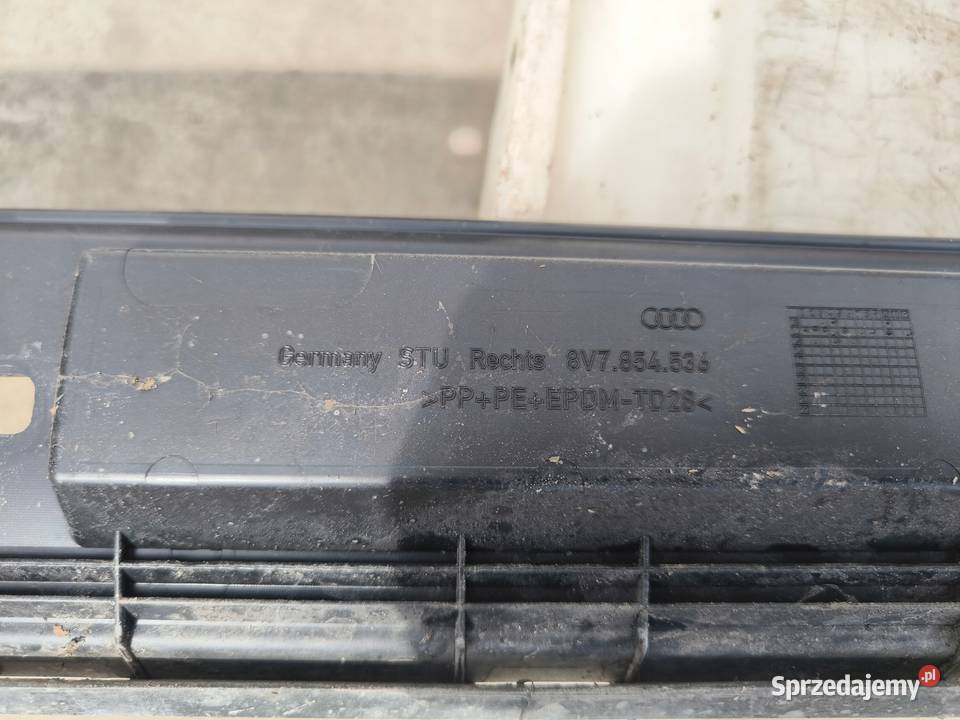 Germany STU Rechts 8V7.854.536
>PP+PE+EPDM-TD28<
Sprzedajemy.pl